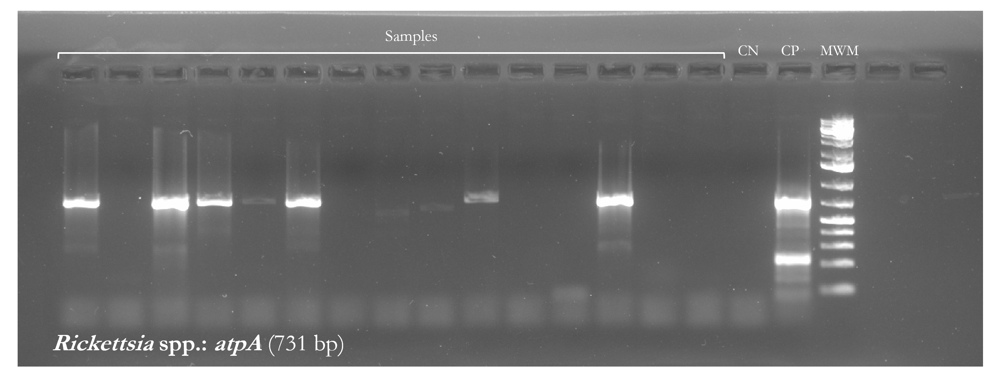 Samples
CN CP MWM
Rickettsia spp.: atpA (731 bp)